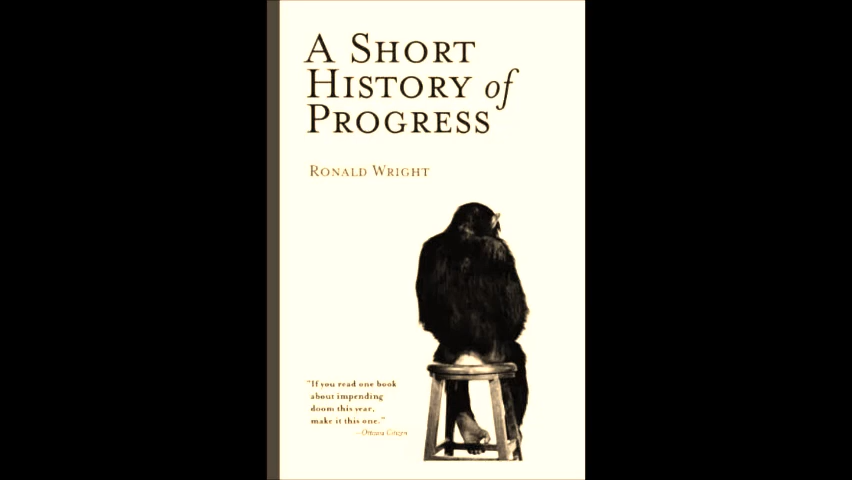 A SHORT
HISTORY of
PROGRESS
RONALD WRIGHT
"If you read one book
about impending
doom this year,
make it this one."
—Ottawa Citizen